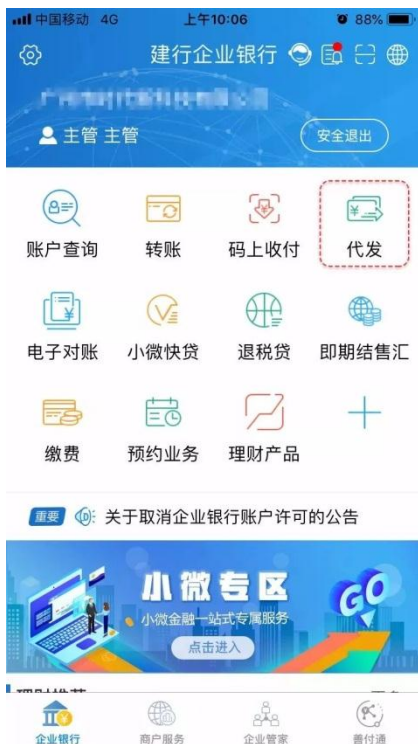 中国移动 4G 上午10:06 88%
建行企业银行
主管 主管 安全退出
账户查询 转账 码上收付 代发
电子对账 小微快贷 退税贷 即期结售汇
缴费 预约业务 理财产品
重要 关于取消企业银行账户许可的公告
小微专区 GO
小微金融一站式专属服务
点击进入
企业银行 商户服务 企业管家 善付通